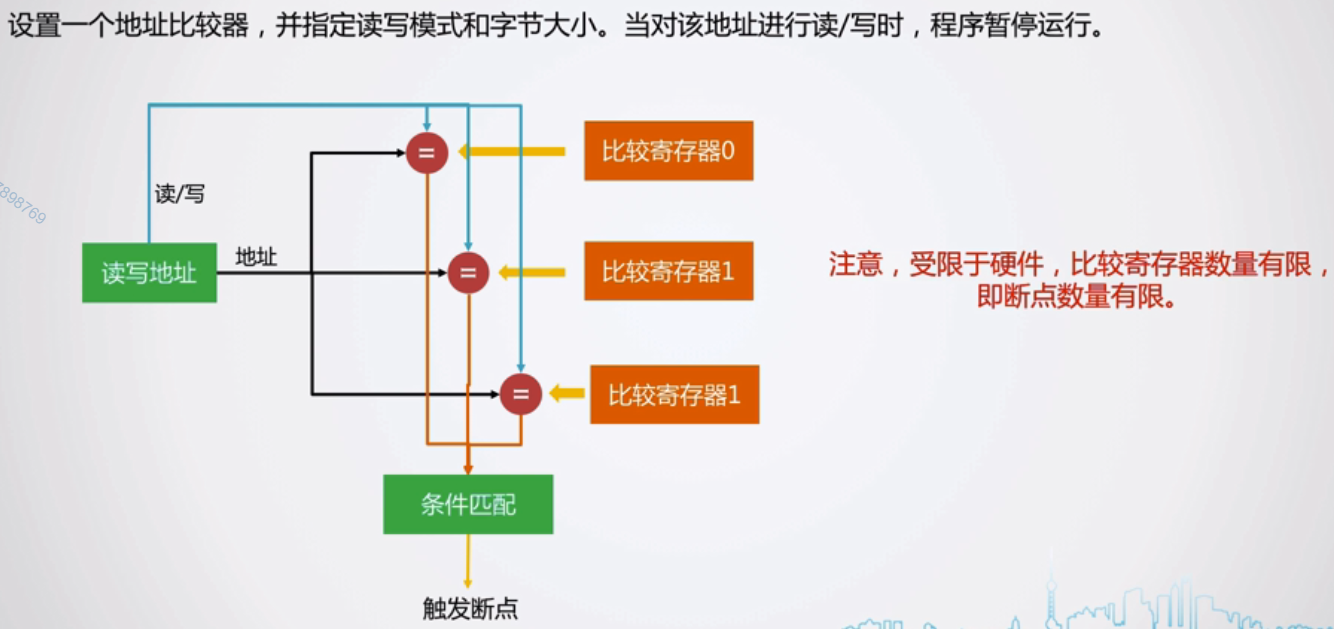 设置一个地址比较器，并指定读写模式和字节大小。当对该地址进行读/写时，程序暂停运行。
=
比较寄存器0
读/写
7898769
地址
读写地址
=
比较寄存器1
注意，受限于硬件，比较寄存器数量有限，
即断点数量有限。
=
比较寄存器1
条件匹配
触发断点